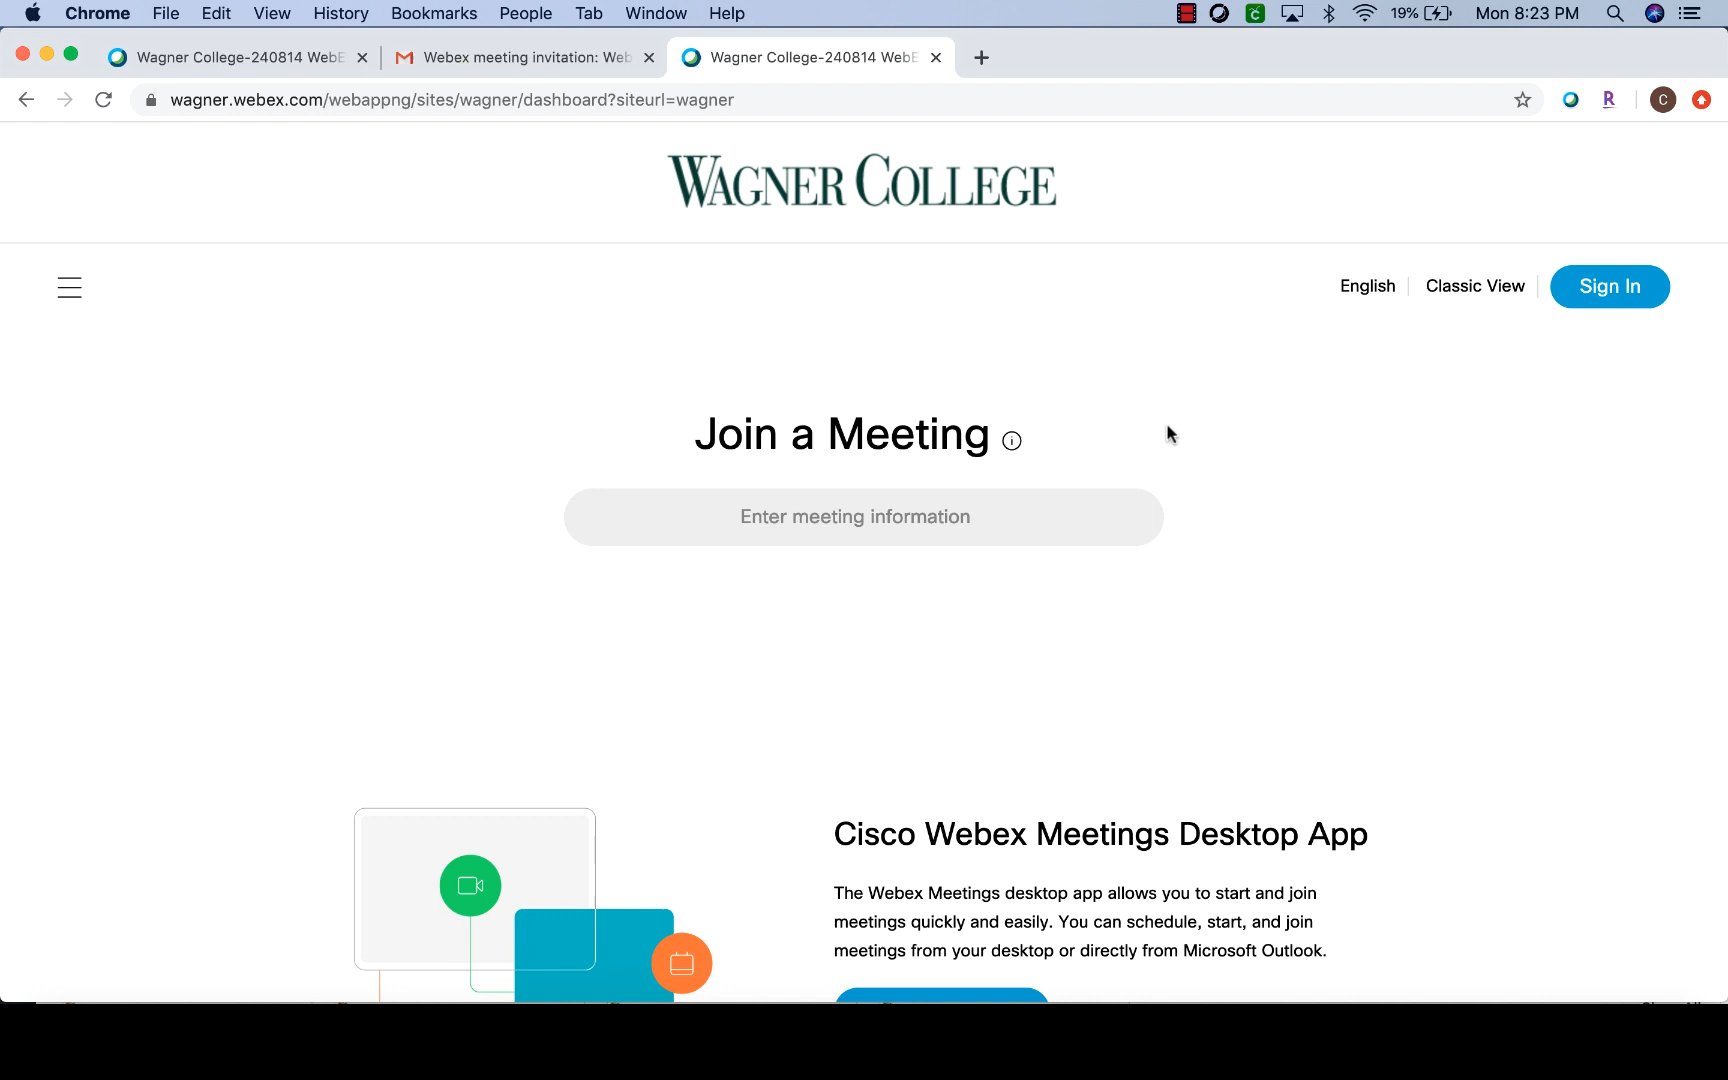 Chrome File Edit View History Bookmarks People Tab Window Help 19% Mon 8:23 PM
Wagner College-240814 WebE Webex meeting invitation: Web Wagner College-240814 WebE
wagner.webex.com/webappng/sites/wagner/dashboard?siteurl=wagner R C
WAGNER COLLEGE
English Classic View Sign In
Join a Meeting
Enter meeting information
Cisco Webex Meetings Desktop App
The Webex Meetings desktop app allows you to start and join
meetings quickly and easily. You can schedule, start, and join
meetings from your desktop or directly from Microsoft Outlook.